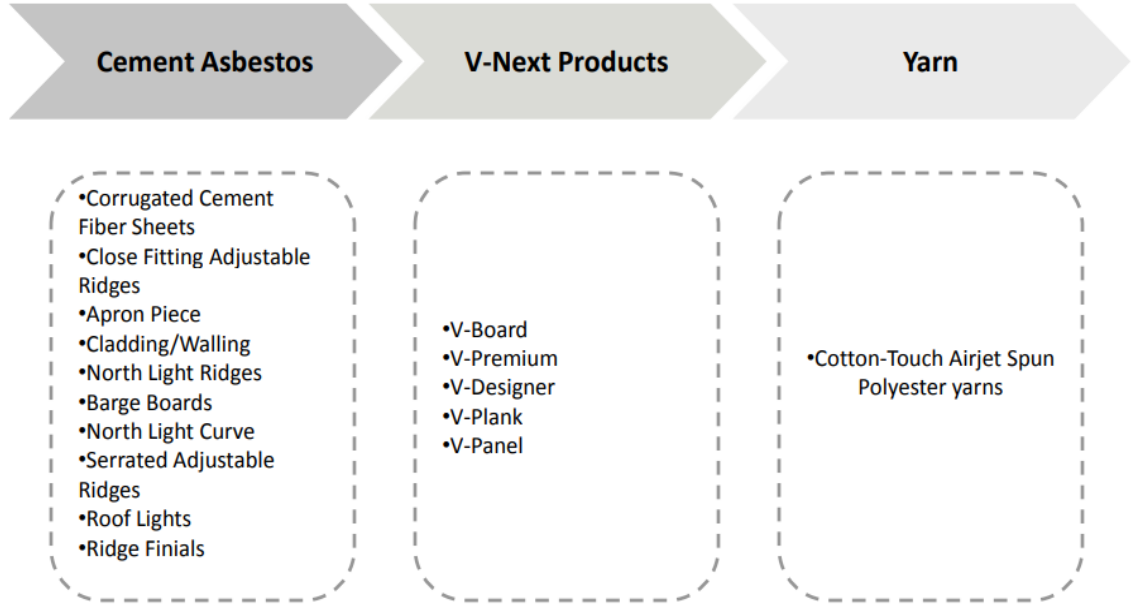 Cement Asbestos
V-Next Products
Yarn
•Corrugated Cement
Fiber Sheets
•Close Fitting Adjustable
Ridges
•Apron Piece
•Cladding/Walling
•North Light Ridges
•Barge Boards
•North Light Curve
•Serrated Adjustable
Ridges
•Roof Lights
•Ridge Finials
•V-Board
•V-Premium
•V-Designer
•V-Plank
•V-Panel
•Cotton-Touch Airjet Spun
Polyester yarns